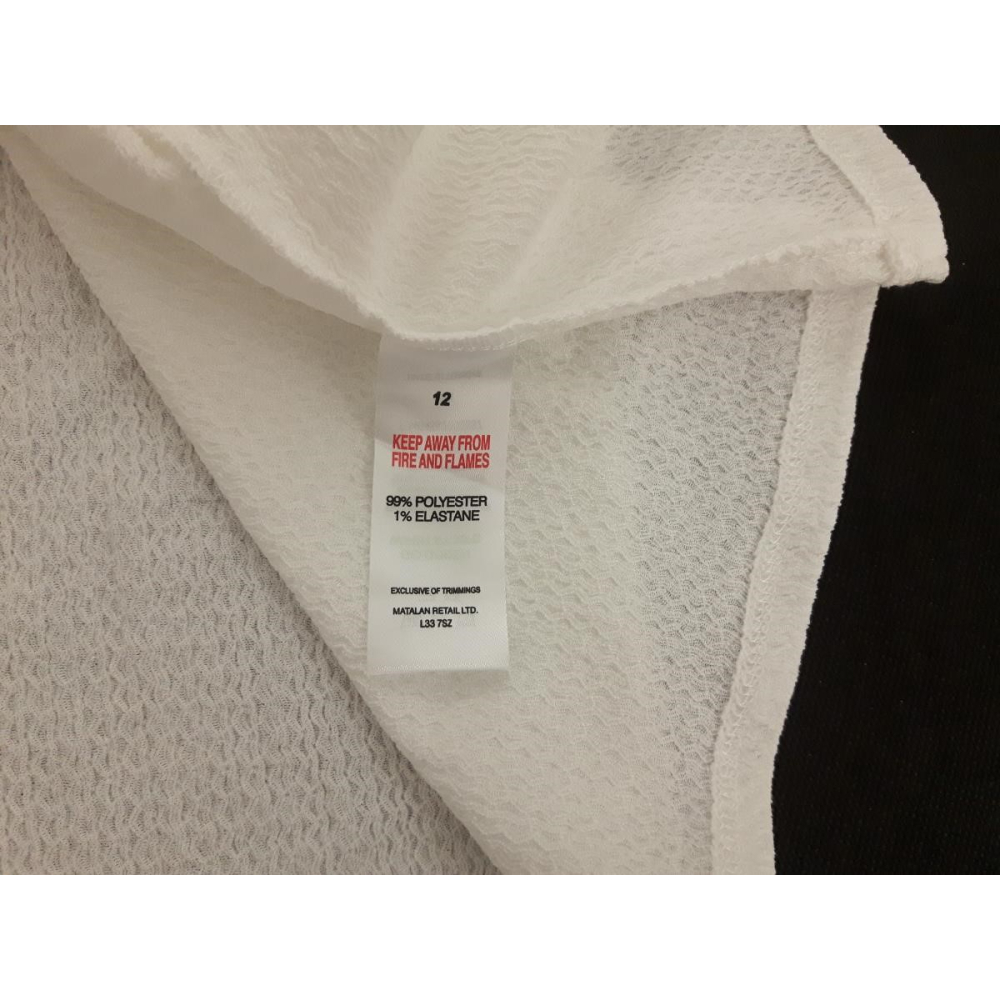 12
KEEP AWAY FROM
FIRE AND FLAMES
99% POLYESTER
1% ELASTANE
EXCLUSIVE OF TRIMMINGS
MATALAN RETAIL LTD.
L33 7SZ